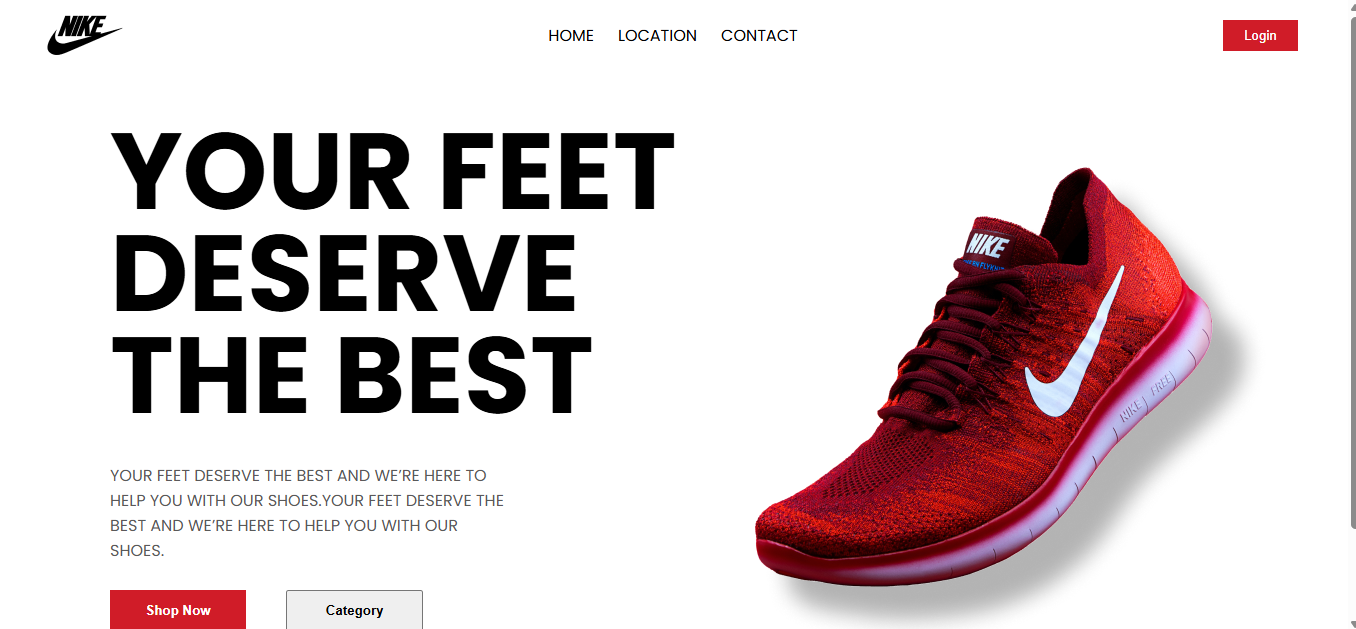 NIKE
HOME LOCATION CONTACT
Login
YOUR FEET
DESERVE
THE BEST
NIKE
NIKE FREE
YOUR FEET DESERVE THE BEST AND WE’RE HERE TO
HELP YOU WITH OUR SHOES.YOUR FEET DESERVE THE
BEST AND WE’RE HERE TO HELP YOU WITH OUR
SHOES.
Shop Now Category